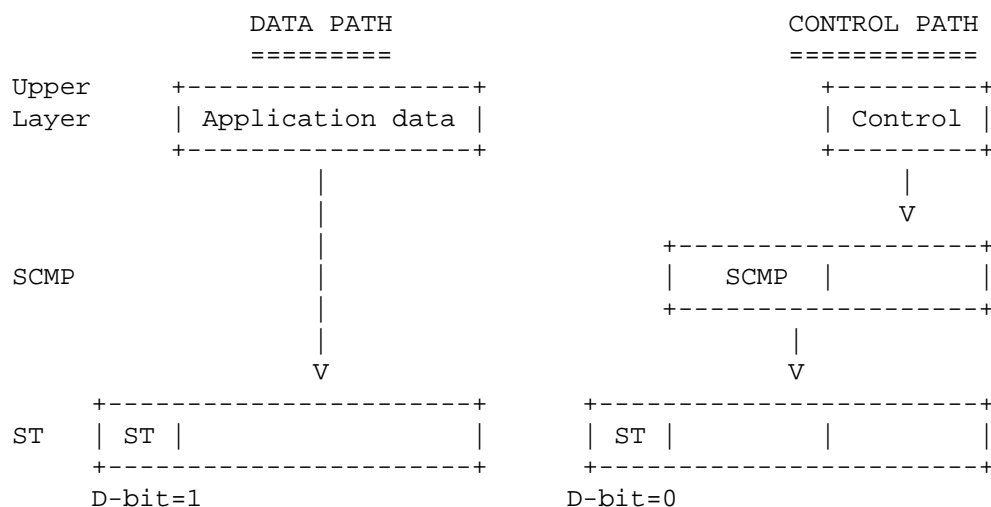 DATA PATH CONTROL PATH
========= ============
Upper +------------------+ +---------+
Layer | Application data | | Control |
+------------------+ +---------+
| |
| V
| +-------------------+
SCMP | | SCMP | |
| +-------------------+
| |
V V
+-----------------------+ +------------------------+
ST | ST | | | ST | | |
+-----------------------+ +------------------------+
D-bit=1 D-bit=0